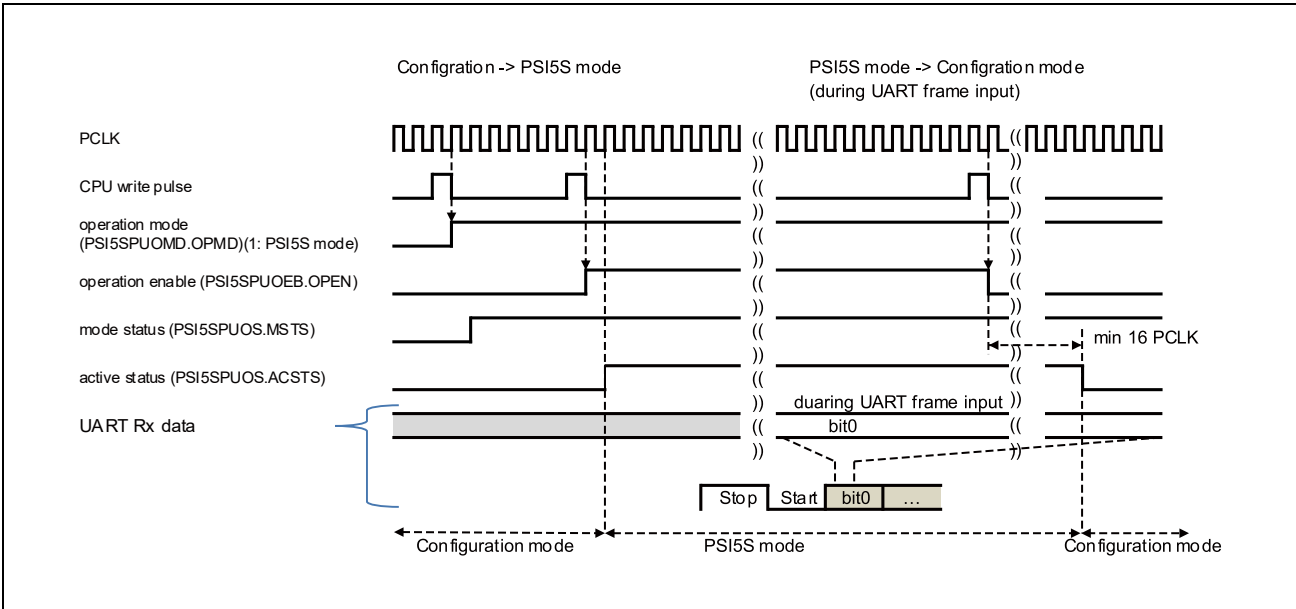 Configration -> PSI5S mode
PSI5S mode -> Configration mode
(during UART frame input)
PCLK
CPU write pulse
operation mode
(PSI5SPUOMD.OPMD)(1: PSI5S mode)
operation enable (PSI5SPUOEB.OPEN)
mode status (PSI5SPUOS.MSTS)
min 16 PCLK
active status (PSI5SPUOS.ACSTS)
duaring UART frame input
UART Rx data
bit0
Stop
Start
bit0
...
Configuration mode
PSI5S mode
Configuration mode